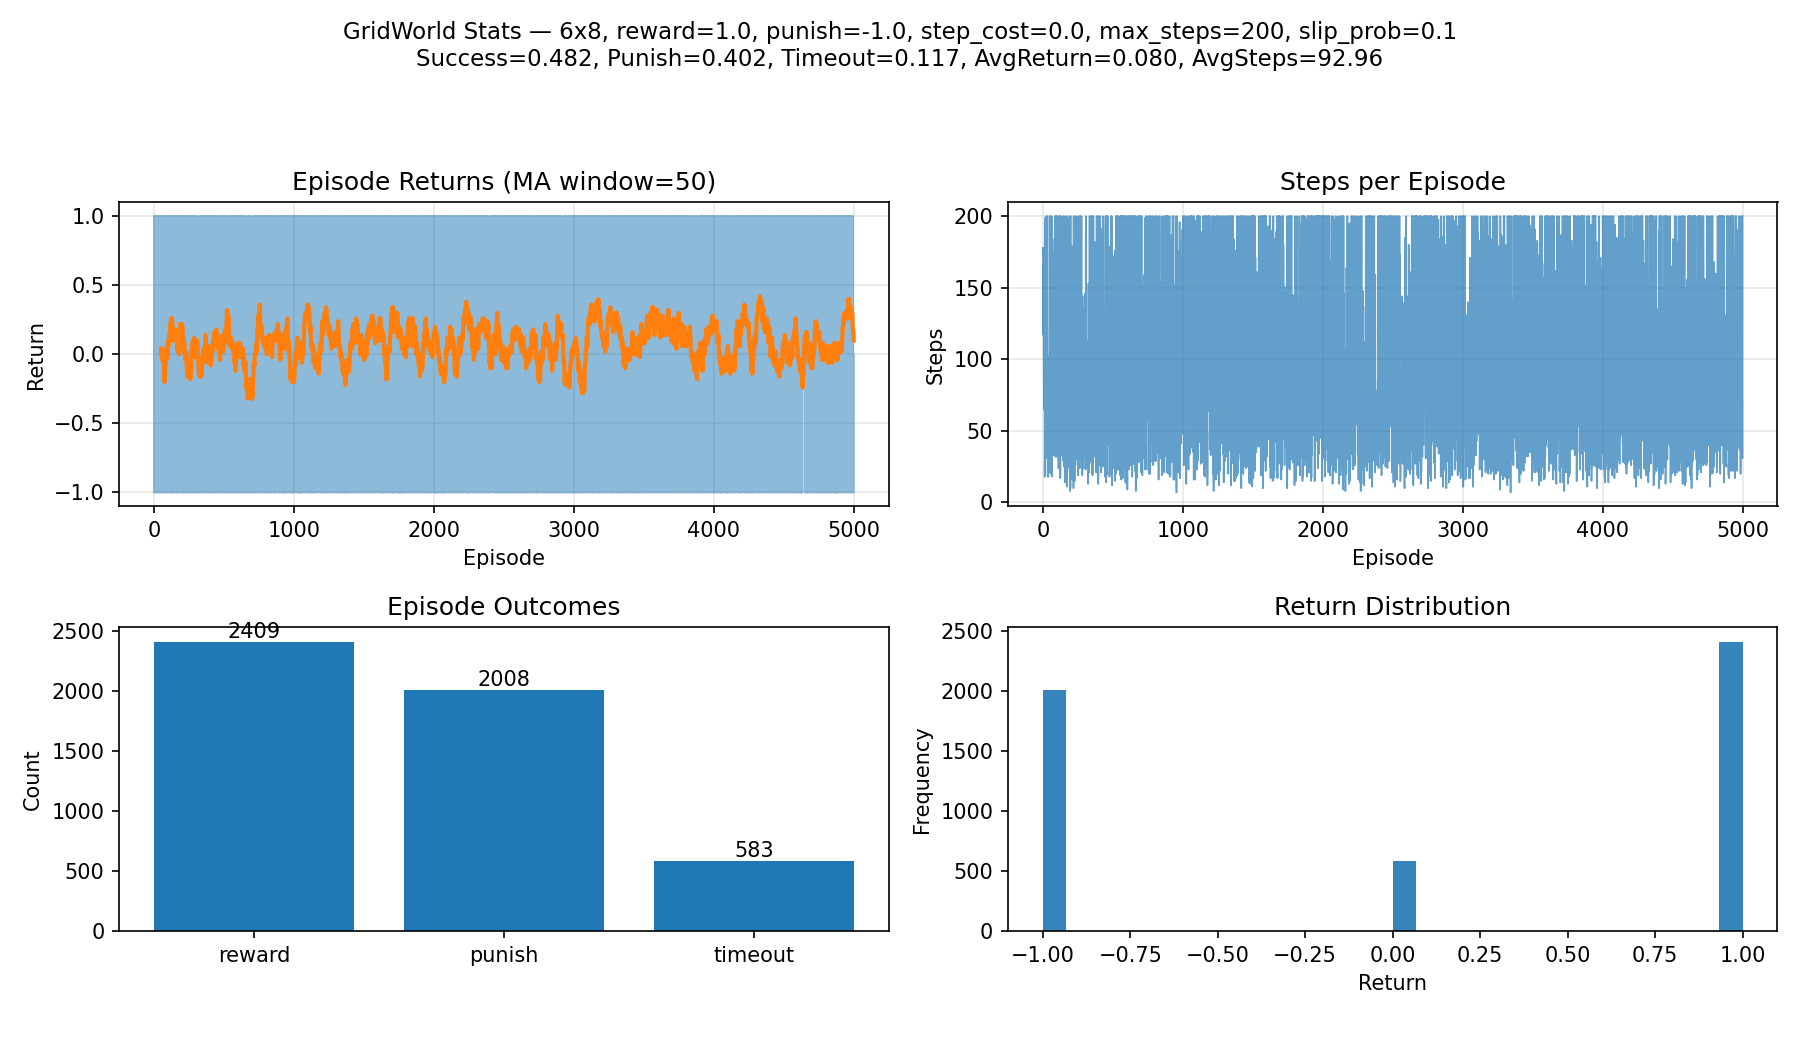 GridWorld Stats — 6x8, reward=1.0, punish=-1.0, step_cost=0.0, max_steps=200, slip_prob=0.1
Success=0.482, Punish=0.402, Timeout=0.117, AvgReturn=0.080, AvgSteps=92.96
Episode Returns (MA window=50)
Return
1.0
0.5
0.0
−0.5
−1.0
0 1000 2000 3000 4000 5000
Episode
Steps per Episode
Steps
200
150
100
50
0
0 1000 2000 3000 4000 5000
Episode
Episode Outcomes
Count
2500
2000
1500
1000
500
0
2409
2008
583
reward punish timeout
Return Distribution
Frequency
2500
2000
1500
1000
500
0
−1.00 −0.75 −0.50 −0.25 0.00 0.25 0.50 0.75 1.00
Return